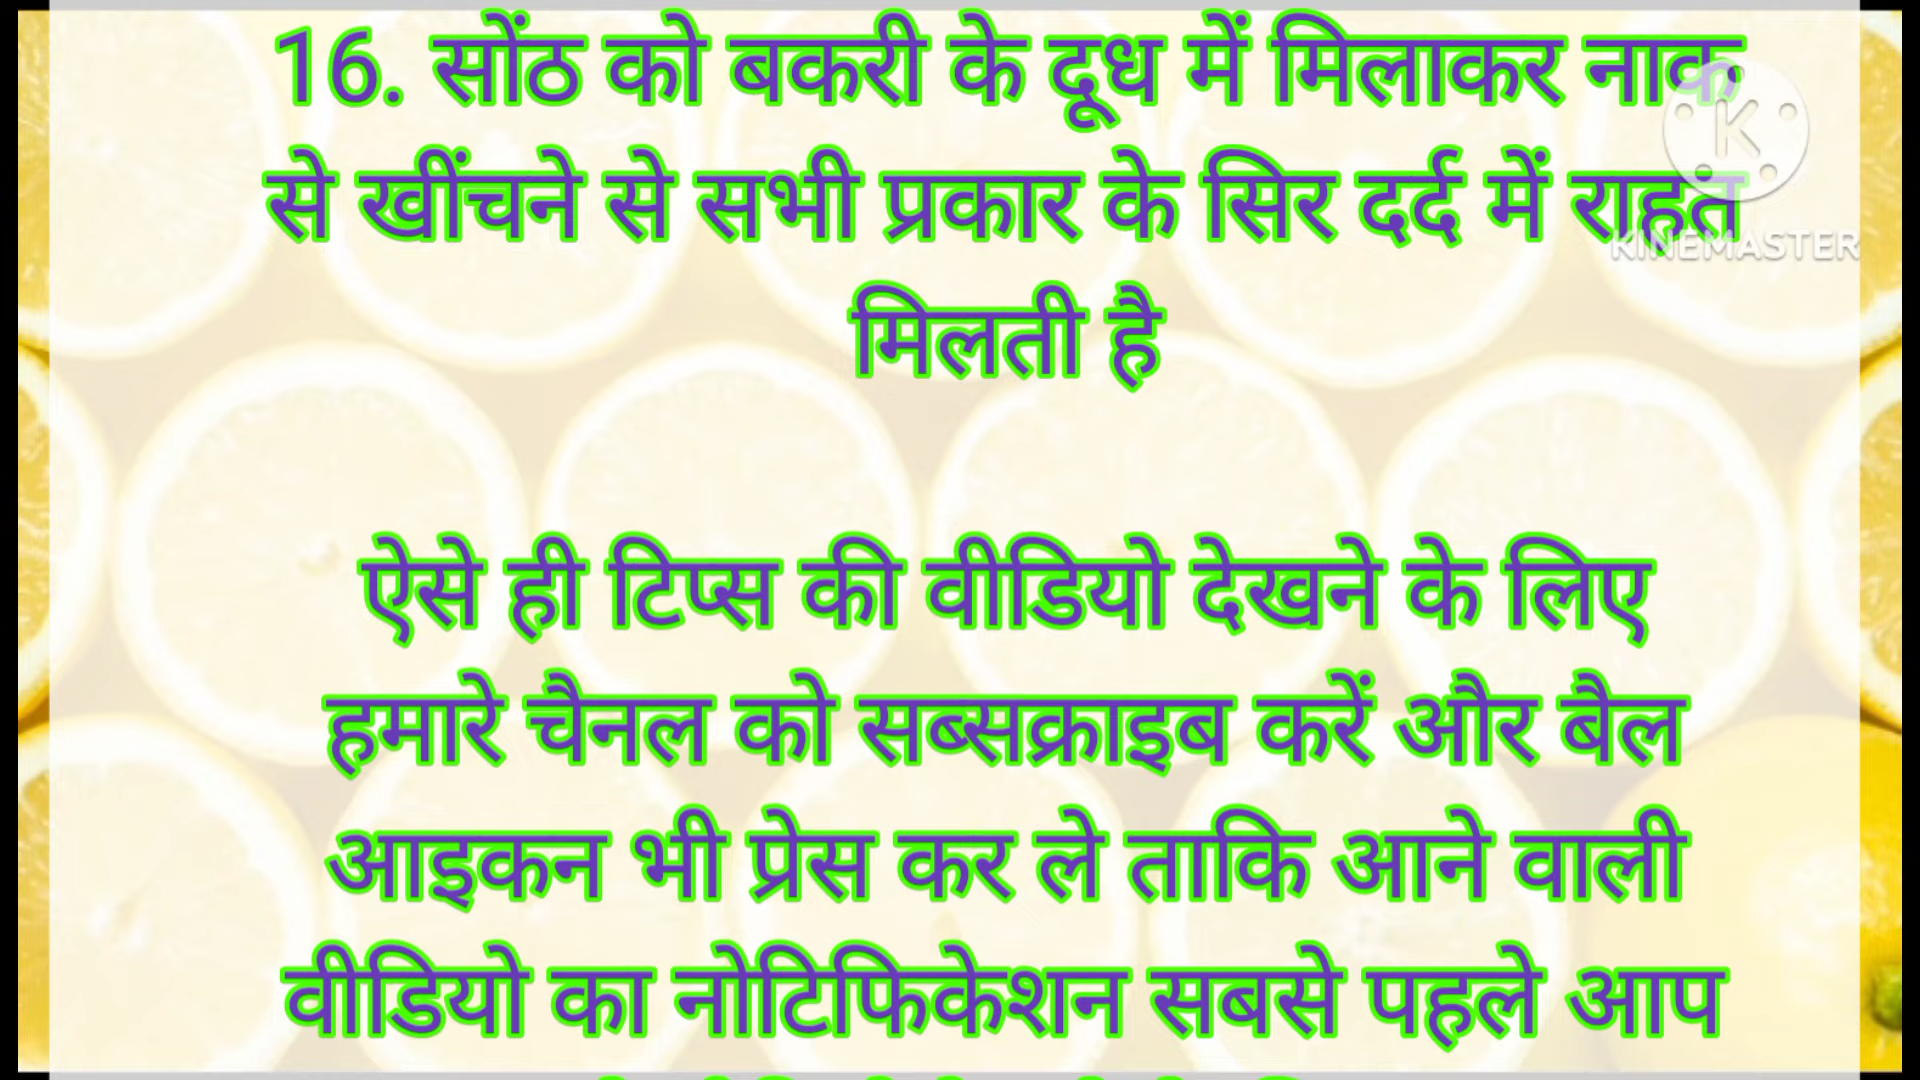 16. सोंठ को बकरी के दूध में मिलाकर नाक
से खींचने से सभी प्रकार के सिर दर्द में राहत
मिलती है
ऐसे ही टिप्स की वीडियो देखने के लिए
हमारे चैनल को सब्सक्राइब करें और बैल
आइकन भी प्रेस कर ले ताकि आने वाली
वीडियो का नोटिफिकेशन सबसे पहले आप
K
KINEMASTER